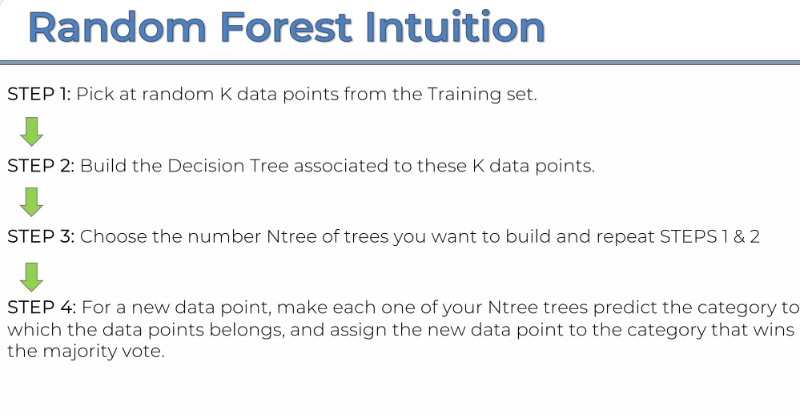 Random Forest Intuition
STEP 1: Pick at random K data points from the Training set.
STEP 2: Build the Decision Tree associated to these K data points.
STEP 3: Choose the number Ntree of trees you want to build and repeat STEPS 1 & 2
STEP 4: For a new data point, make each one of your Ntree trees predict the category to
which the data points belongs, and assign the new data point to the category that wins
the majority vote.